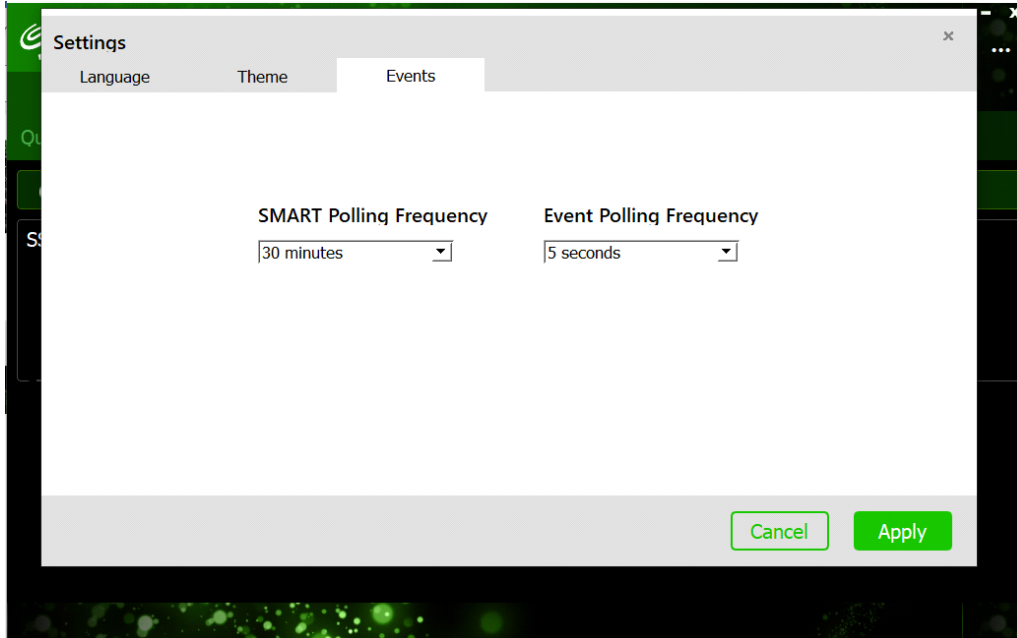 Settings
Language Theme Events
SMART Polling Frequency Event Polling Frequency
30 minutes 5 seconds
Cancel Apply